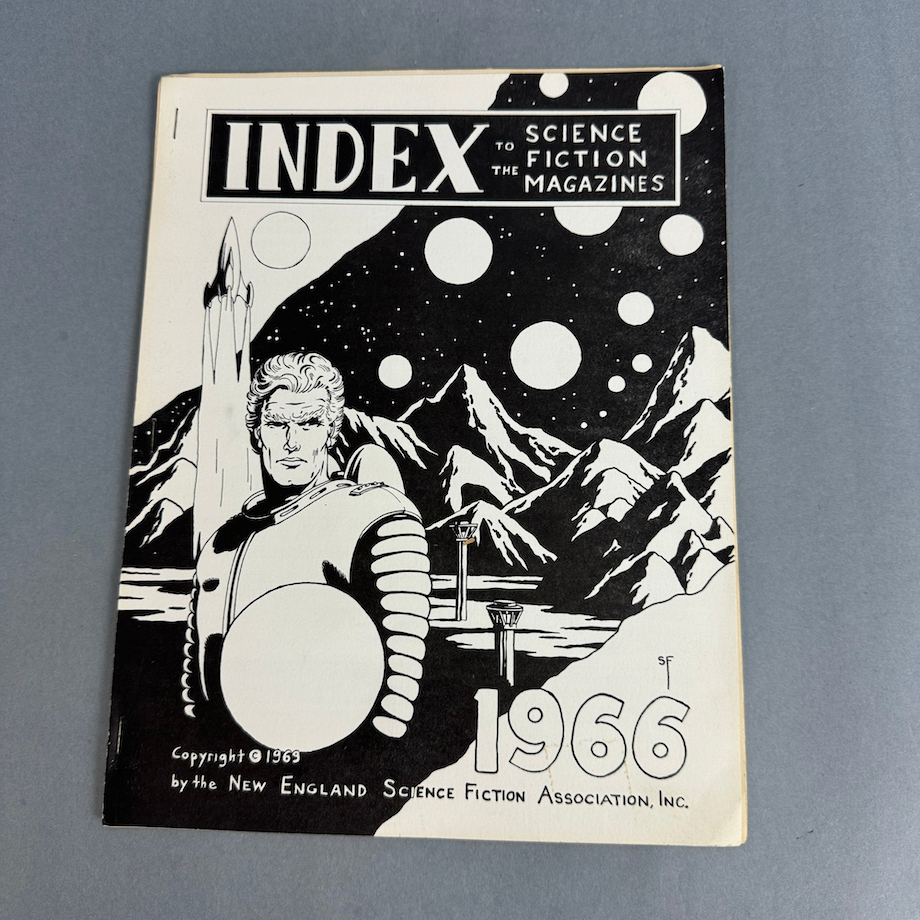 INDEX TO THE SCIENCE FICTION MAGAZINES
SF
1966
Copyright © 1969
by the NEW ENGLAND SCIENCE FICTION ASSOCIATION, INC.